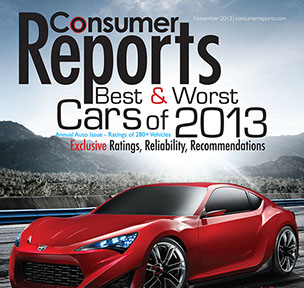 November 2013 | consumerreports.com
Consumer
Reports
Best & Worst
Cars of 2013
Annual Auto Issue - Ratings of 280+ Vehicles
Exclusive Ratings, Reliability, Recommendations